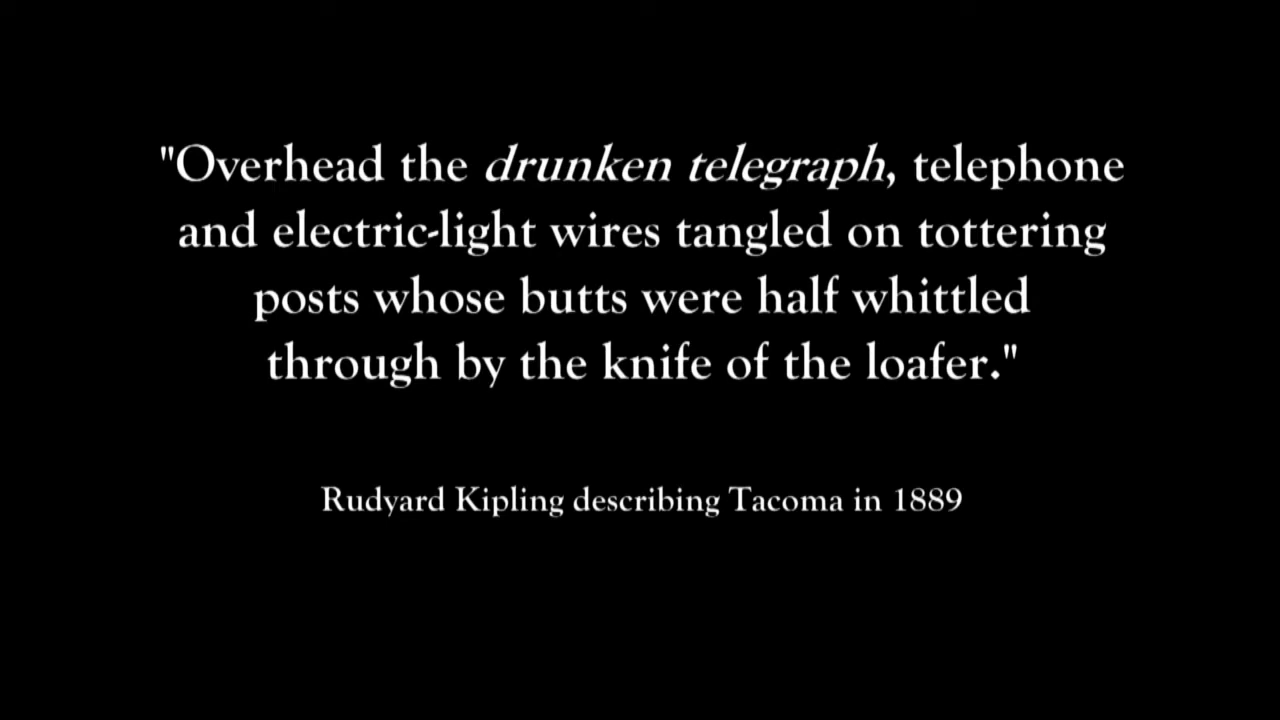 "Overhead the drunken telegraph, telephone
and electric-light wires tangled on tottering
posts whose butts were half whittled
through by the knife of the loafer."
Rudyard Kipling describing Tacoma in 1889